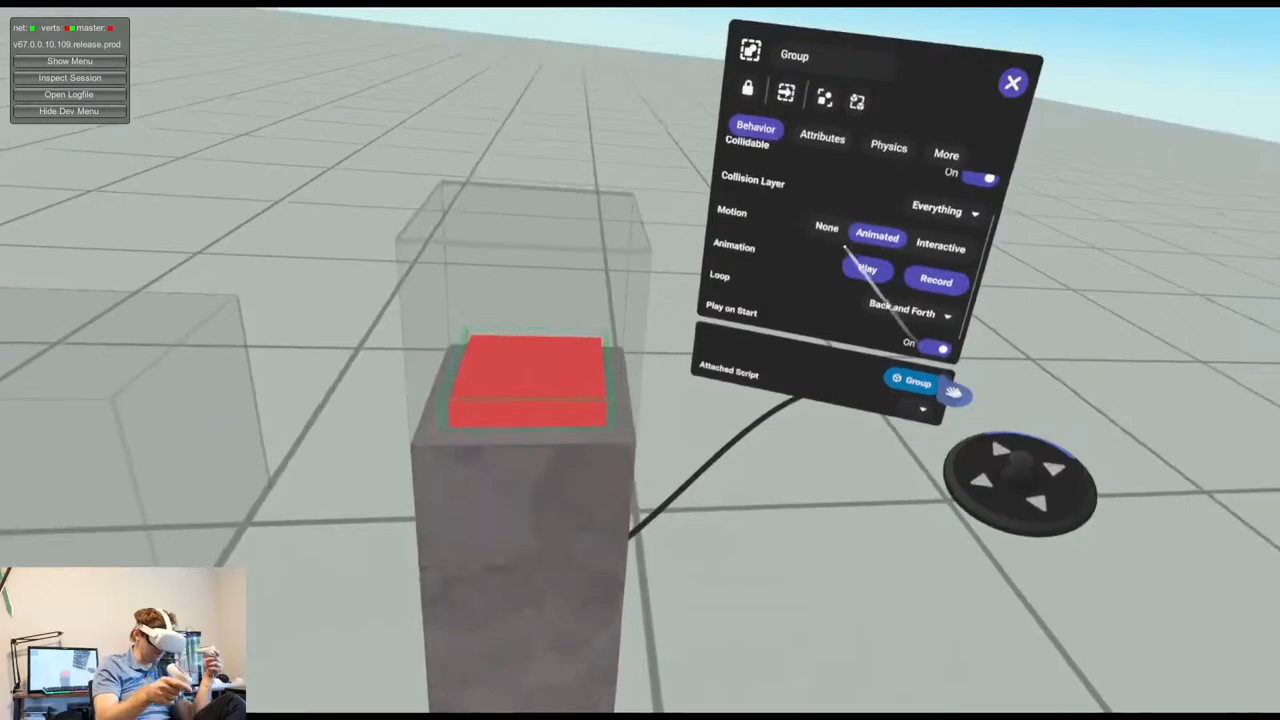 net: verts: master:
v67.0.0.10.109.release.prod
Show Menu
Inspect Session
Open Logfile
Hide Dev Menu
Group
Behavior Attributes Physics More
Collidable On
Collision Layer Everything
Motion None Animated Interactive
Animation Play Record
Loop Back and Forth
Play on Start On
Attached Script Group